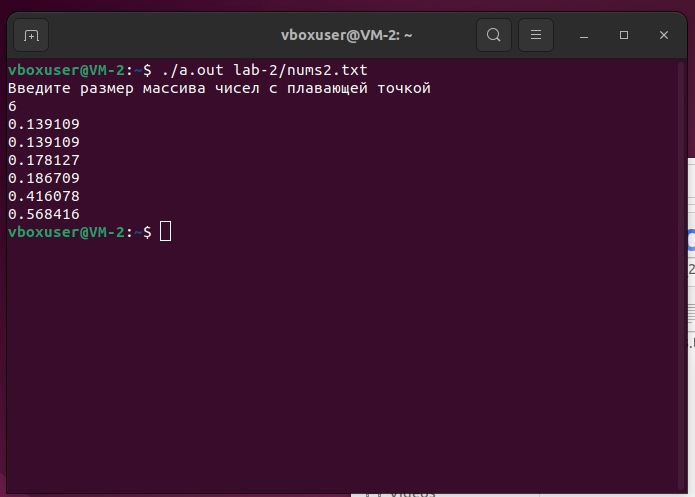 vboxuser@VM-2: ~
vboxuser@VM-2:~$ ./a.out lab-2/nums2.txt
Введите размер массива чисел с плавающей точкой
6
0.139109
0.139109
0.178127
0.186709
0.416078
0.568416
vboxuser@VM-2:~$